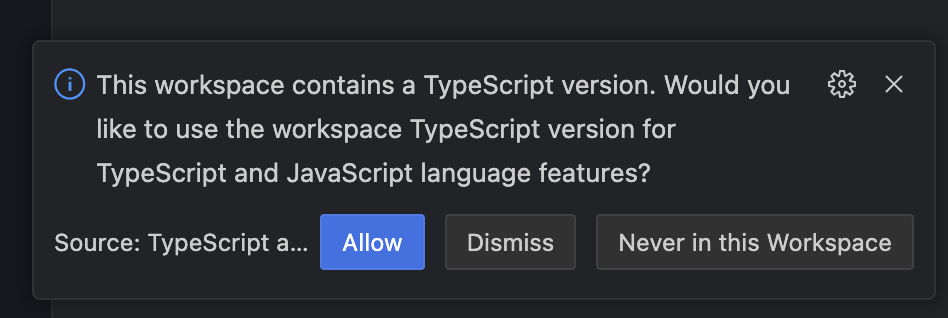 This workspace contains a TypeScript version. Would you
like to use the workspace TypeScript version for
TypeScript and JavaScript language features?
Source: TypeScript a... Allow Dismiss Never in this Workspace